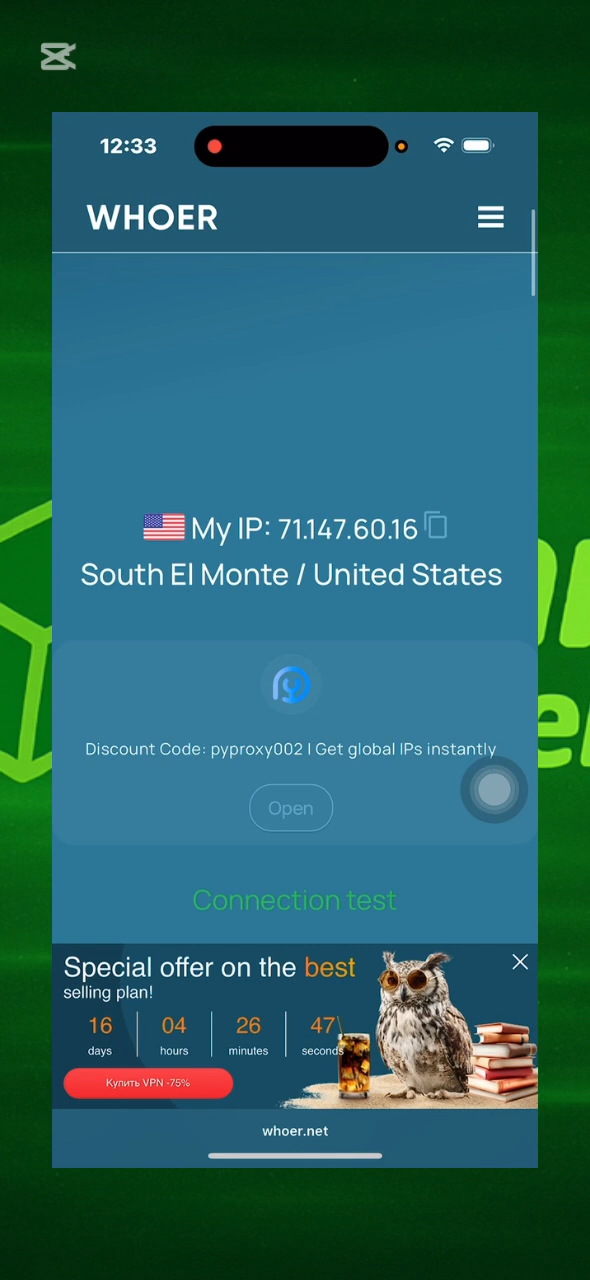 12:33
WHOER
My IP: 71.147.60.16
South El Monte / United States
Discount Code: pyproxy002 | Get global IPs instantly
Open
Connection test
Special offer on the best
selling plan!
16 04 26 47
days hours minutes seconds
Купить VPN -75%
whoer.net